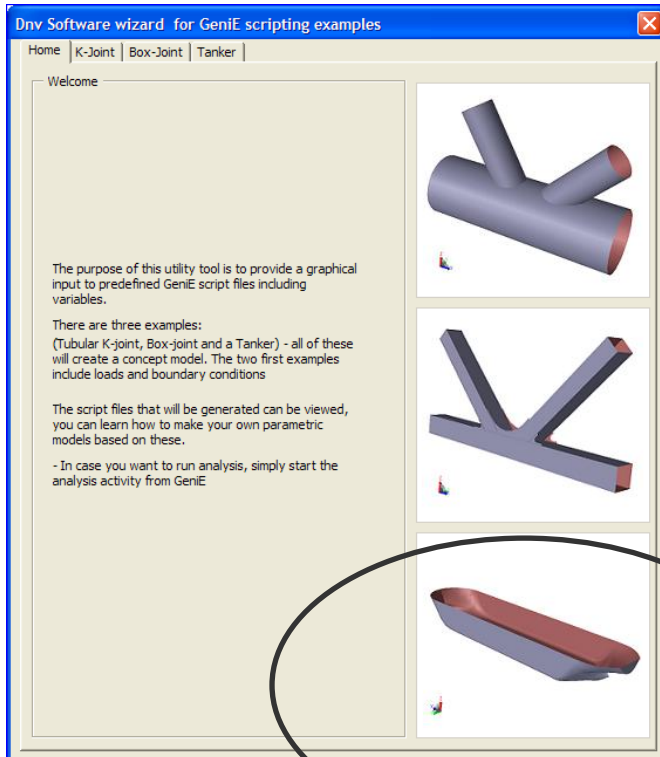 Dnv Software wizard for GeniE scripting examples
Home K-Joint Box-Joint Tanker
Welcome
The purpose of this utility tool is to provide a graphical
input to predefined GeniE script files including
variables.
There are three examples:
(Tubular K-joint, Box-joint and a Tanker) - all of these
will create a concept model. The two first examples
include loads and boundary conditions
The script files that will be generated can be viewed,
you can learn how to make your own parametric
models based on these.
- In case you want to run analysis, simply start the
analysis activity from GeniE